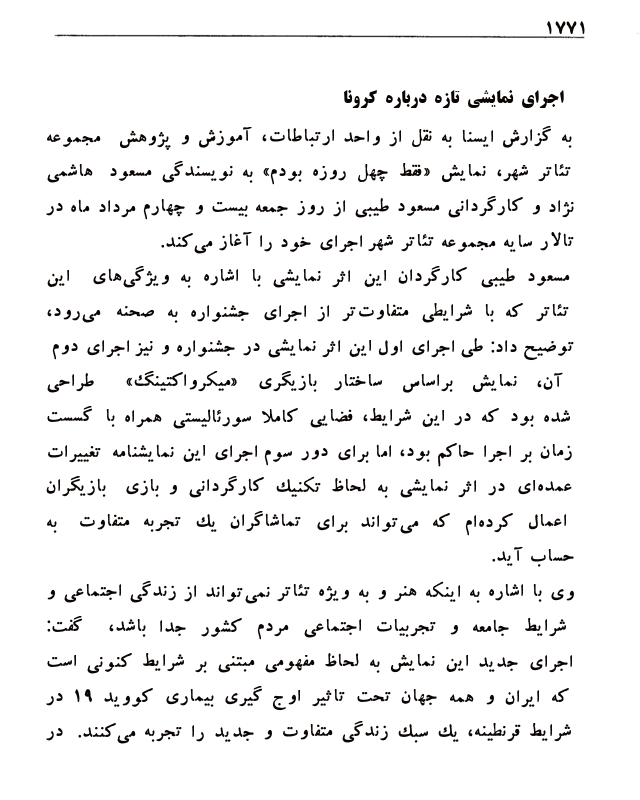 ۱۷۷۱
اجرای نمایشی تازه درباره کرونا
به گزارش ایسنا به نقل از واحد ارتباطات، آموزش و پژوهش مجموعه
تئاتر شهر، نمایش «فقط چهل روزه بودم» به نویسندگی مسعود هاشمی
نژاد و کارگردانی مسعود طیبی از روز جمعه بیست و چهارم مرداد ماه در
تالار سایه مجموعه تئاتر شهر اجرای خود را آغاز می‌کند.
مسعود طیبی کارگردان این اثر نمایشی با اشاره به ویژگی‌های این
تئاتر که با شرایطی متفاوت‌تر از اجرای جشنواره به صحنه می‌رود،
توضیح داد: طی اجرای اول این اثر نمایشی در جشنواره و نیز اجرای دوم
آن، نمایش براساس ساختار بازیگری «میکرواکتینگ» طراحی
شده بود که در این شرایط، فضایی کاملا سورئالیستی همراه با گسست
زمان بر اجرا حاکم بود، اما برای دور سوم اجرای این نمایشنامه تغییرات
عمده‌ای در اثر نمایشی به لحاظ تکنیک کارگردانی و بازی بازیگران
اعمال کرده‌ام که می‌تواند برای تماشاگران یک تجربه متفاوت به
حساب آید.
وی با اشاره به اینکه هنر و به ویژه تئاتر نمی‌تواند از زندگی اجتماعی و
شرایط جامعه و تجربیات اجتماعی مردم کشور جدا باشد، گفت:
اجرای جدید این نمایش به لحاظ مفهومی مبتنی بر شرایط کنونی است
که ایران و همه جهان تحت تاثیر اوج گیری بیماری کووید ۱۹ در
شرایط قرنطینه، یک سبک زندگی متفاوت و جدید را تجربه می‌کنند. در